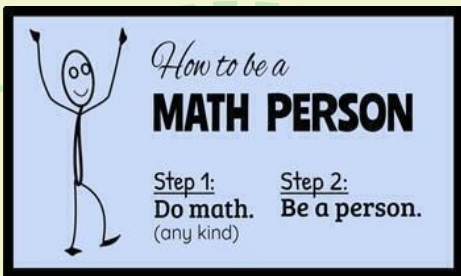 How to be a
MATH PERSON
Step 1:
Do math.
(any kind)
Step 2:
Be a person.